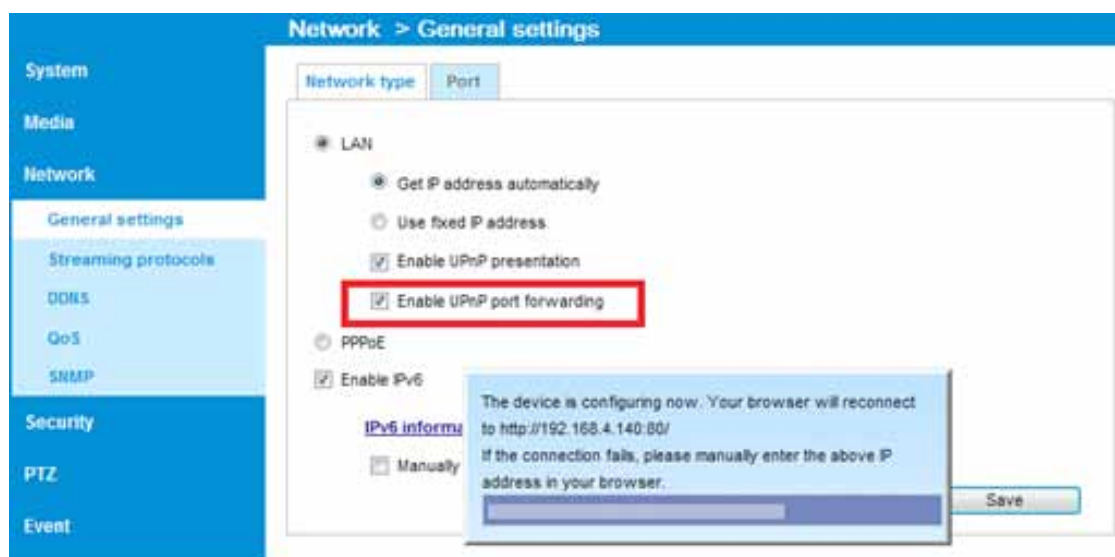 Network > General settings
System
Media
Network
General settings
Streaming protocols
DDNS
QoS
SNMP
Security
PTZ
Event
Network type
Port
LAN
Get IP address automatically
Use fixed IP address
Enable UPnP presentation
Enable UPnP port forwarding
PPPoE
Enable IPv6
IPv6 informa
Manually
The device is configuring now. Your browser will reconnect
to http://192.168.4.140:80/
If the connection fails, please manually enter the above IP
address in your browser.
Save